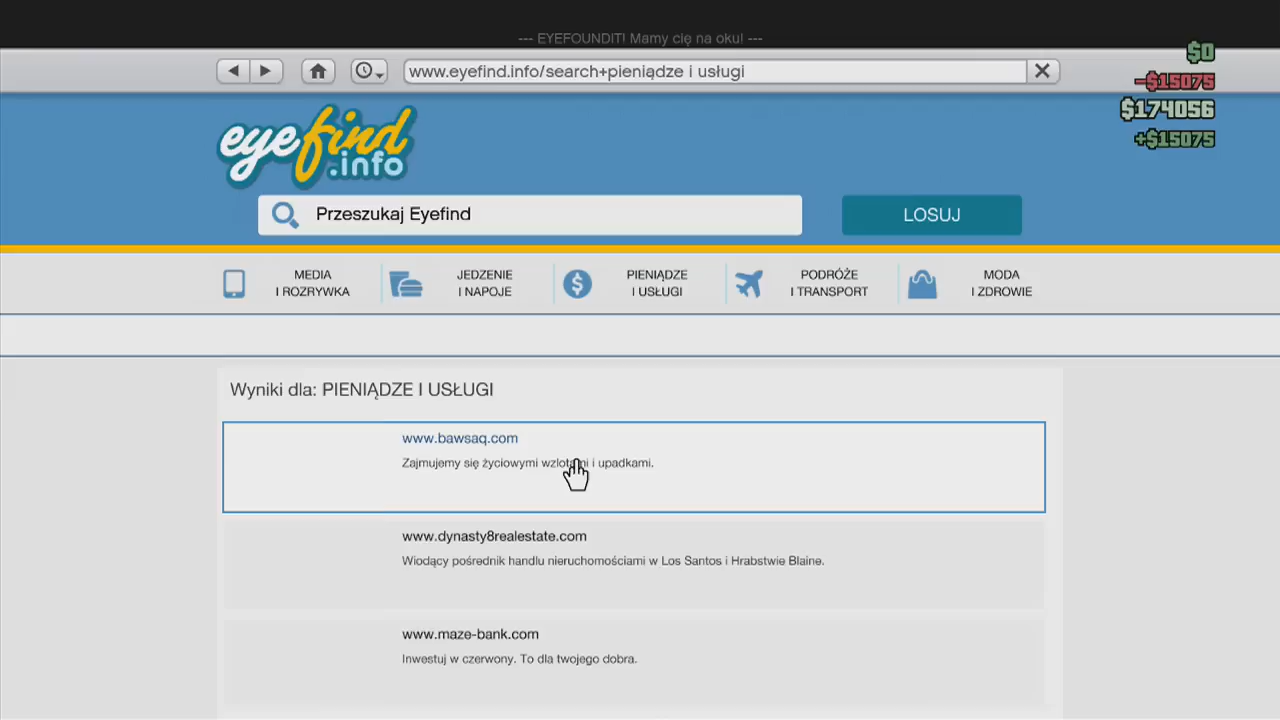 --- EYEFOUNDIT! Mamy cię na oku! ---
www.eyefind.info/search+pieniądze i usługi
$0
-$15075
$174056
+$15075
eyefind
.info
Przeszukaj Eyefind
LOSUJ
MEDIA
I ROZRYWKA
JEDZENIE
I NAPOJE
PIENIĄDZE
I USŁUGI
PODRÓŻE
I TRANSPORT
MODA
I ZDROWIE
Wyniki dla: PIENIĄDZE I USŁUGI
www.bawsaq.com
Zajmujemy się życiowymi wzlotami i upadkami.
www.dynasty8realestate.com
Wiodący pośrednik handlu nieruchomościami w Los Santos i Hrabstwie Blaine.
www.maze-bank.com
Inwestuj w czerwony. To dla twojego dobra.